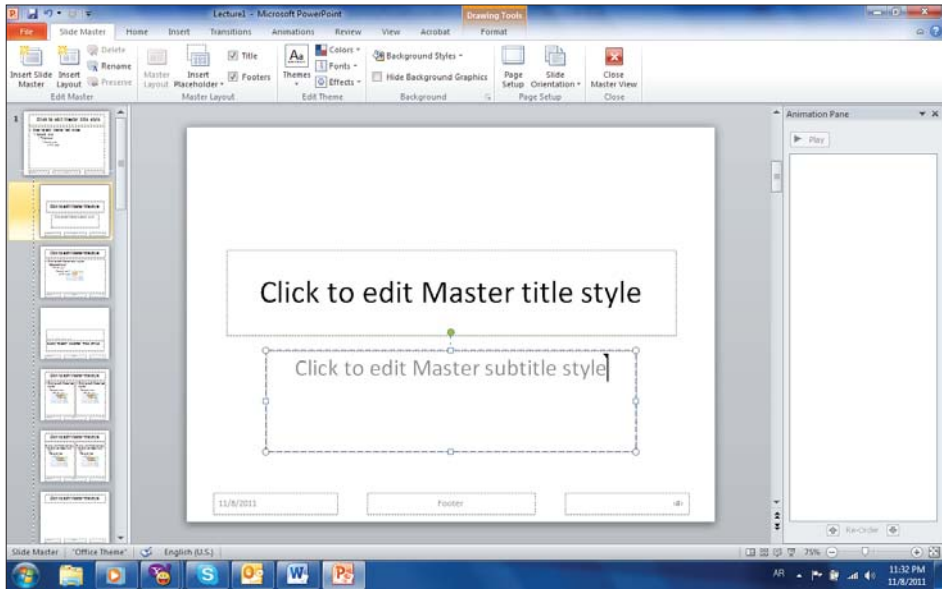 Lecture1 - Microsoft PowerPoint
Drawing Tools
File Slide Master Home Insert Transitions Animations Review View Acrobat Format
Insert Slide Master
Insert Layout
Delete
Rename
Preserve
Edit Master
Master Layout
Insert Placeholder
Title
Footers
Master Layout
Aa
Themes
Colors
Fonts
Effects
Edit Theme
Background Styles
Hide Background Graphics
Background
Page Setup
Slide Orientation
Page Setup
Close Master View
Close
1
Click to edit Master title style
Click to edit Master subtitle style
11/8/2011
Footer
‹#›
Animation Pane
Play
Re-Order
Slide Master "Office Theme" English (U.S.)
75%
AR
11:32 PM
11/8/2011